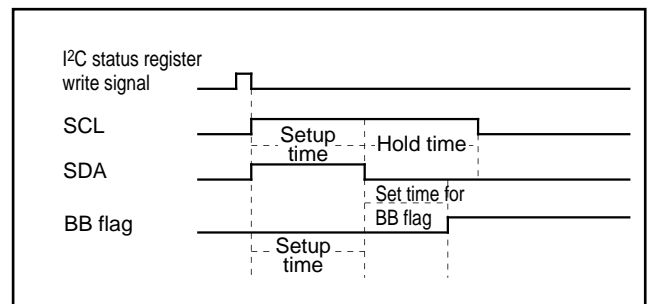 I²C status register
write signal
SCL
Setup
time
Hold time
SDA
Set time for
BB flag
BB flag
Setup
time